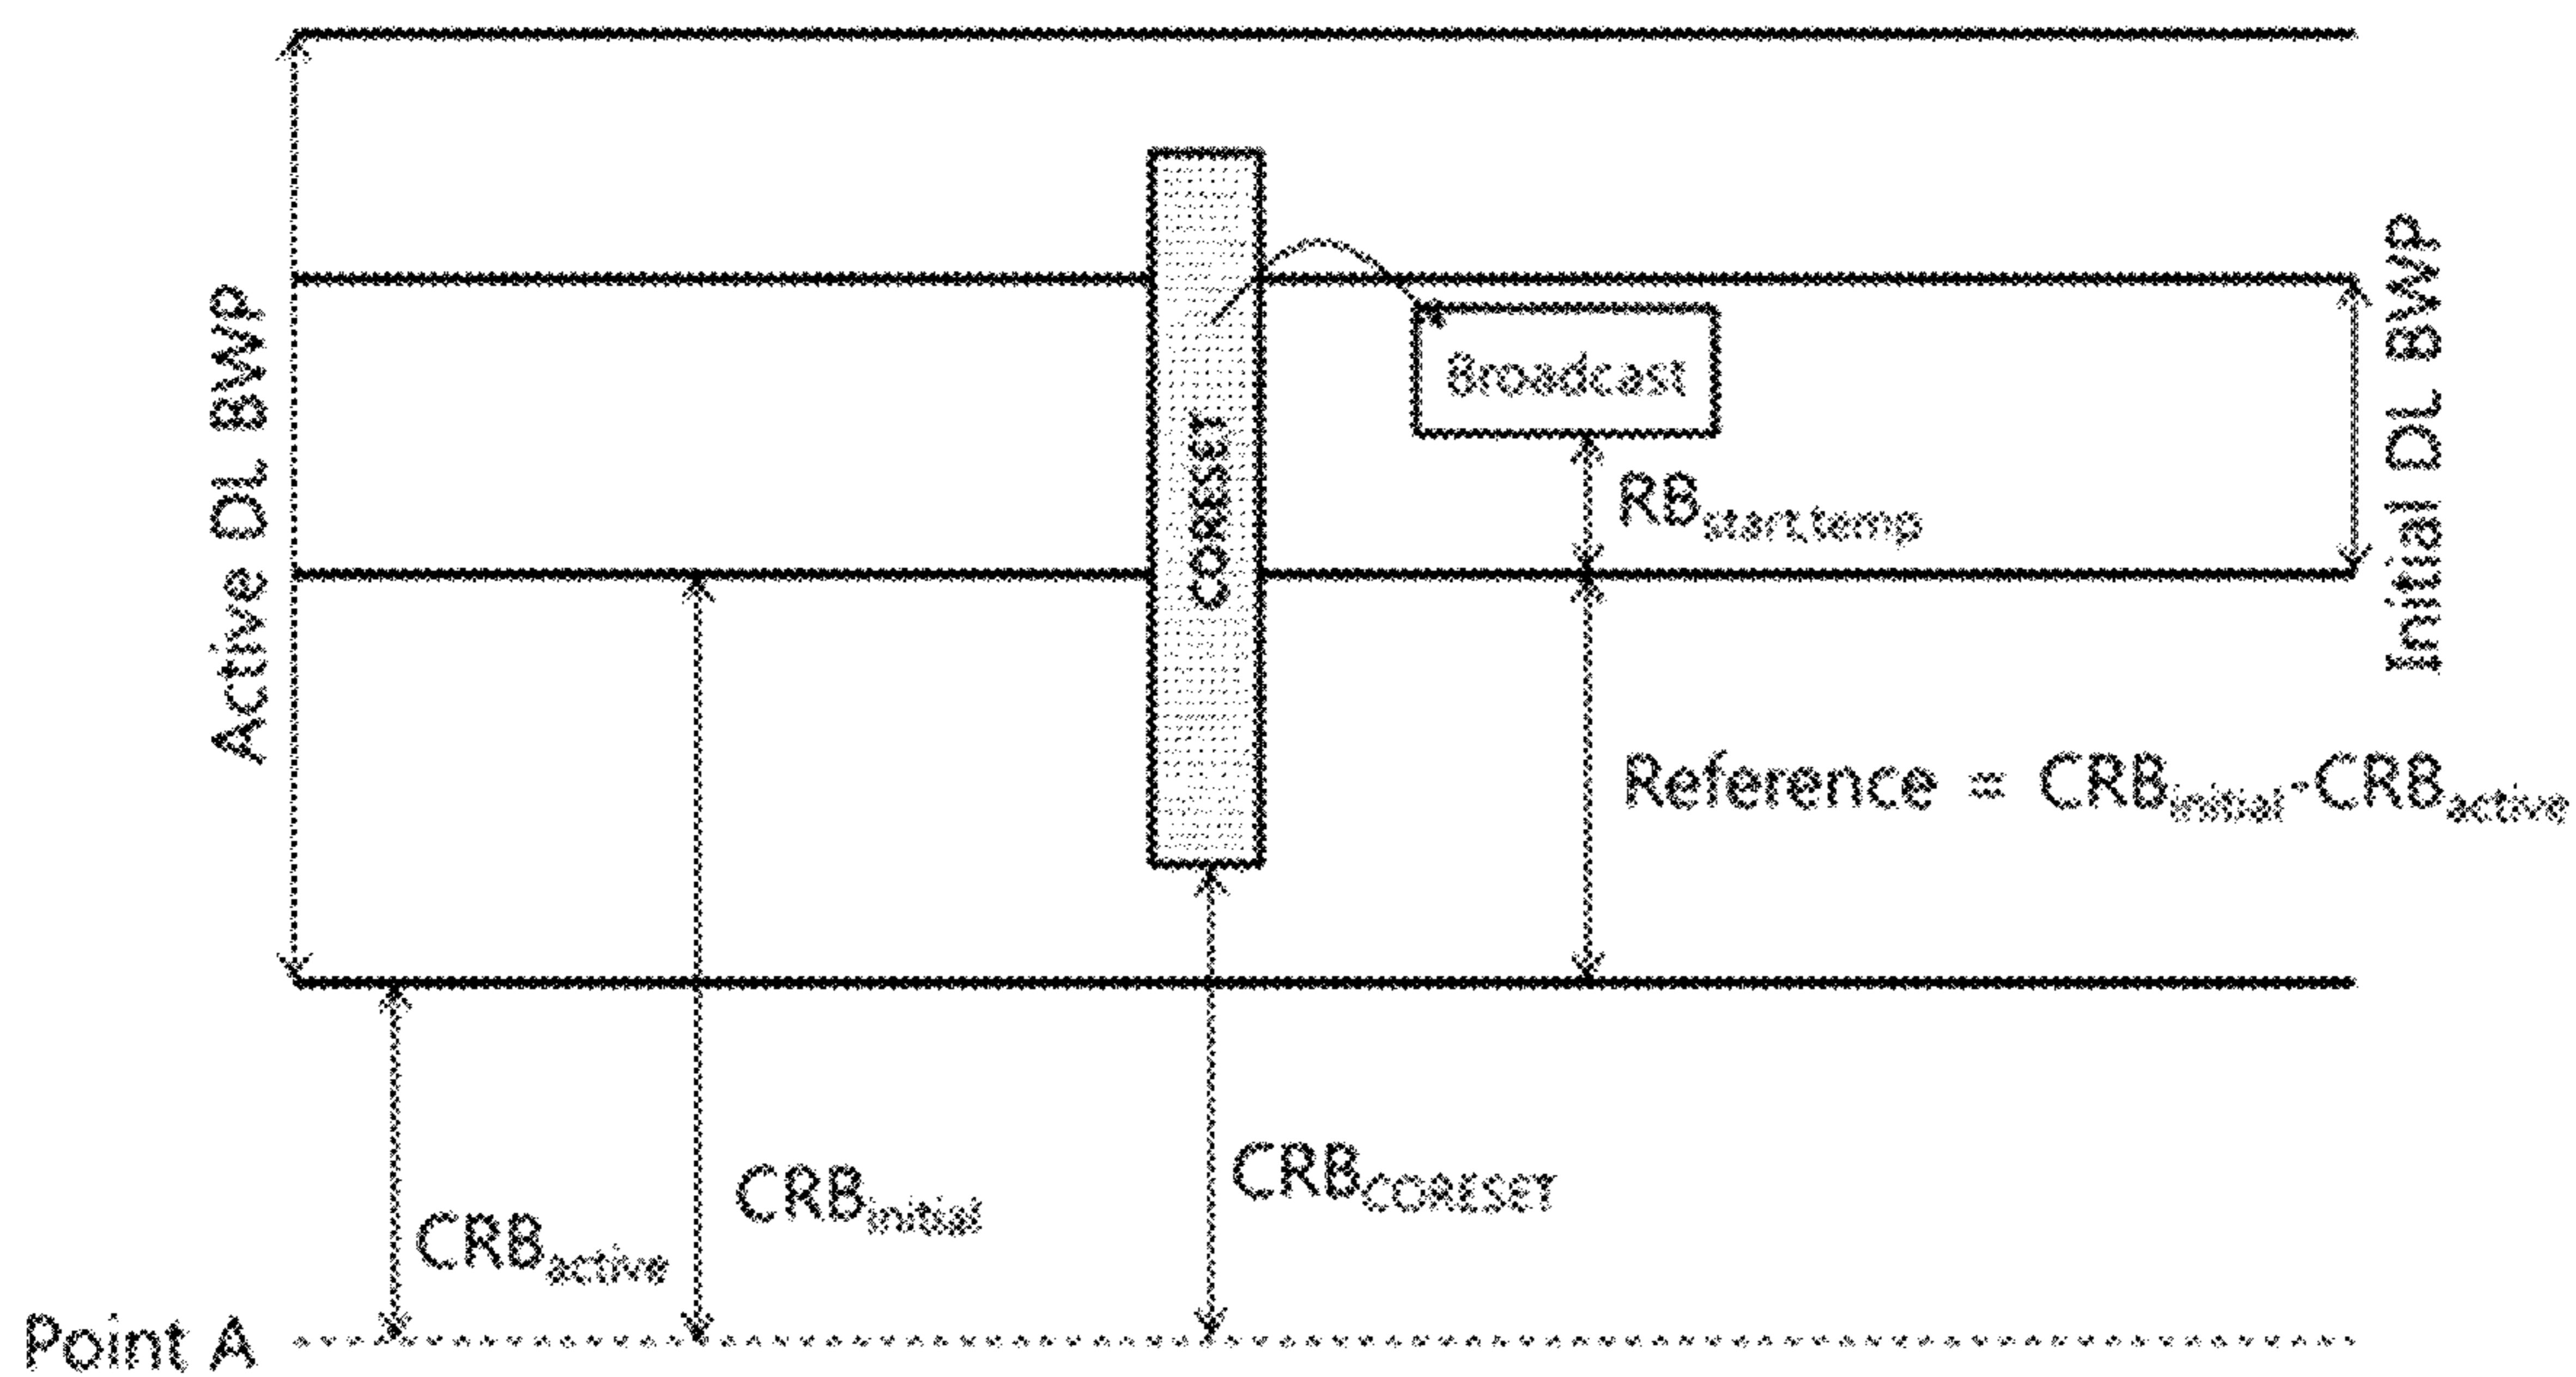 Active DL BWP
CORESET
Broadcast
RBstart,temp
Initial DL BWP
Reference = CRBinitial-CRBactive
CRBactive
CRBinitial
CRBCORESET
Point A